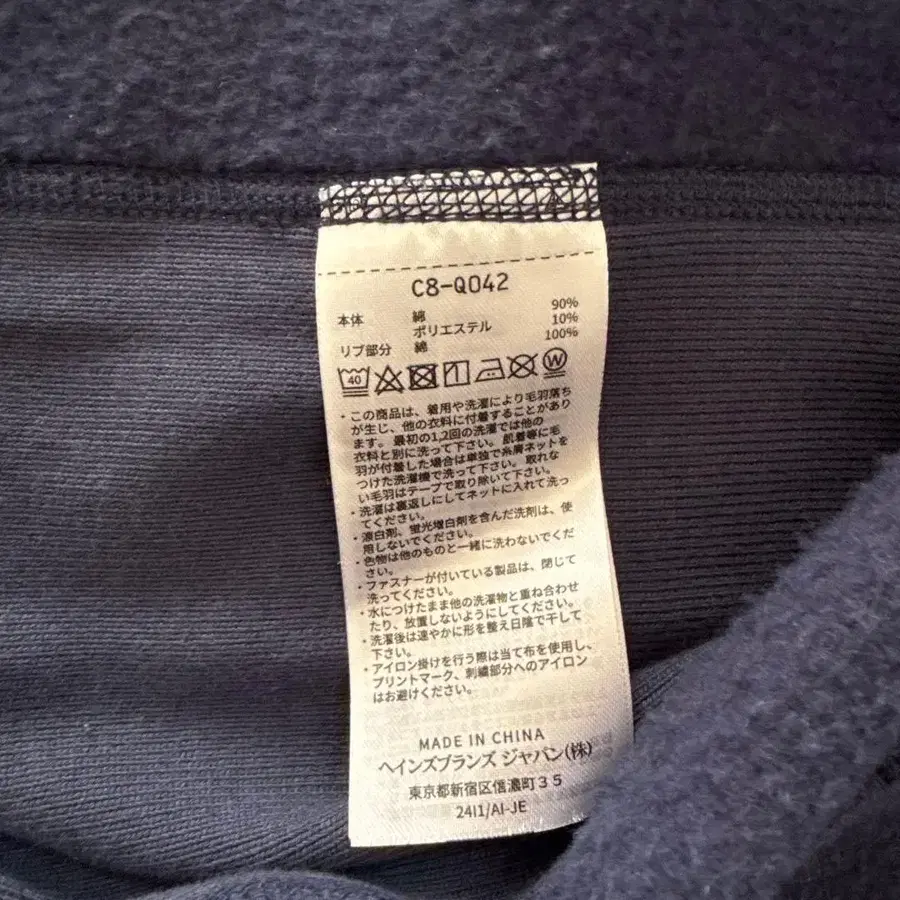 C8-Q042
本体 綿 90%
ポリエステル 10%
リブ部分 綿 100%
40
W
・この商品は、着用や洗濯により毛羽落ち
が生じ、他の衣料に付着することがあり
ます。最初の1,2回の洗濯では他の
衣料と別に洗って下さい。肌着等に毛
羽が付着した場合は単独で糸屑ネットを
つけた洗濯機で洗って下さい。取れな
い毛羽はテープで取り除いて下さい。
・洗濯は裏返しにしてネットに入れて洗っ
てください。
・漂白剤、蛍光増白剤を含んだ洗剤は、使
用しないでください。
・色物は他のものと一緒に洗わないでくだ
さい。
・ファスナーが付いている製品は、閉じて
洗ってください。
・水につけたまま他の洗濯物と重ね合わせ
たり、放置しないようにしてください。
・洗濯後は速やかに形を整え日陰で干して
下さい。
・アイロン掛けを行う際は当て布を使用し、
プリントマーク、刺繍部分へのアイロン
はお避けください。
MADE IN CHINA
ヘインズブランズ ジャパン(株)
東京都新宿区信濃町35
24I1/AI-JE